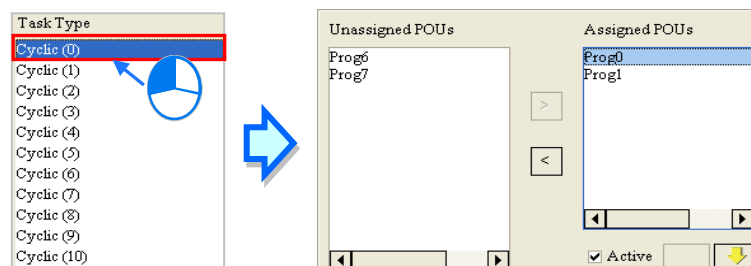 Task Type
Cyclic (0)
Cyclic (1)
Cyclic (2)
Cyclic (3)
Cyclic (4)
Cyclic (5)
Cyclic (6)
Cyclic (7)
Cyclic (8)
Cyclic (9)
Cyclic (10)
Unassigned POUs
Prog6
Prog7
>
<
Assigned POUs
Prog0
Prog1
Active